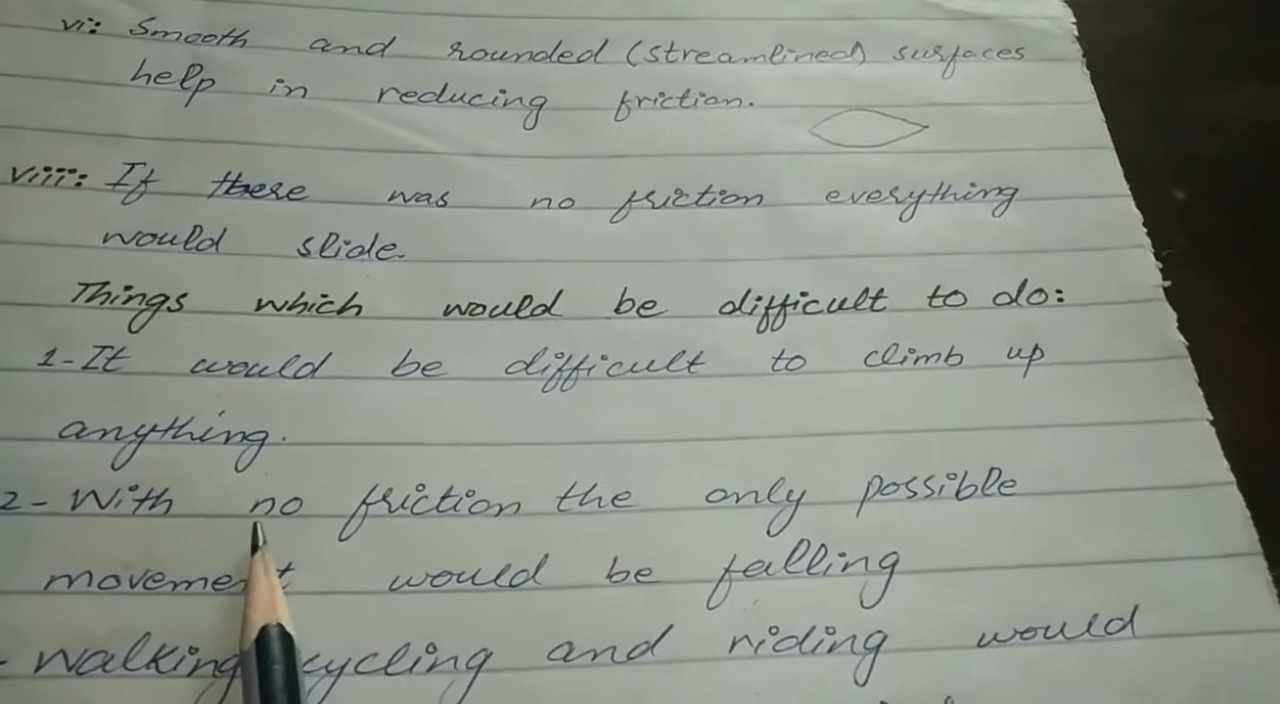 vi: Smooth and rounded (streamlined) surfaces
help in reducing friction.
viii: If there was no friction everything
would slide.
Things which would be difficult to do:
1-It would be difficult to climb up
anything.
2- With no friction the only possible
movement would be falling
- walking cycling and riding would